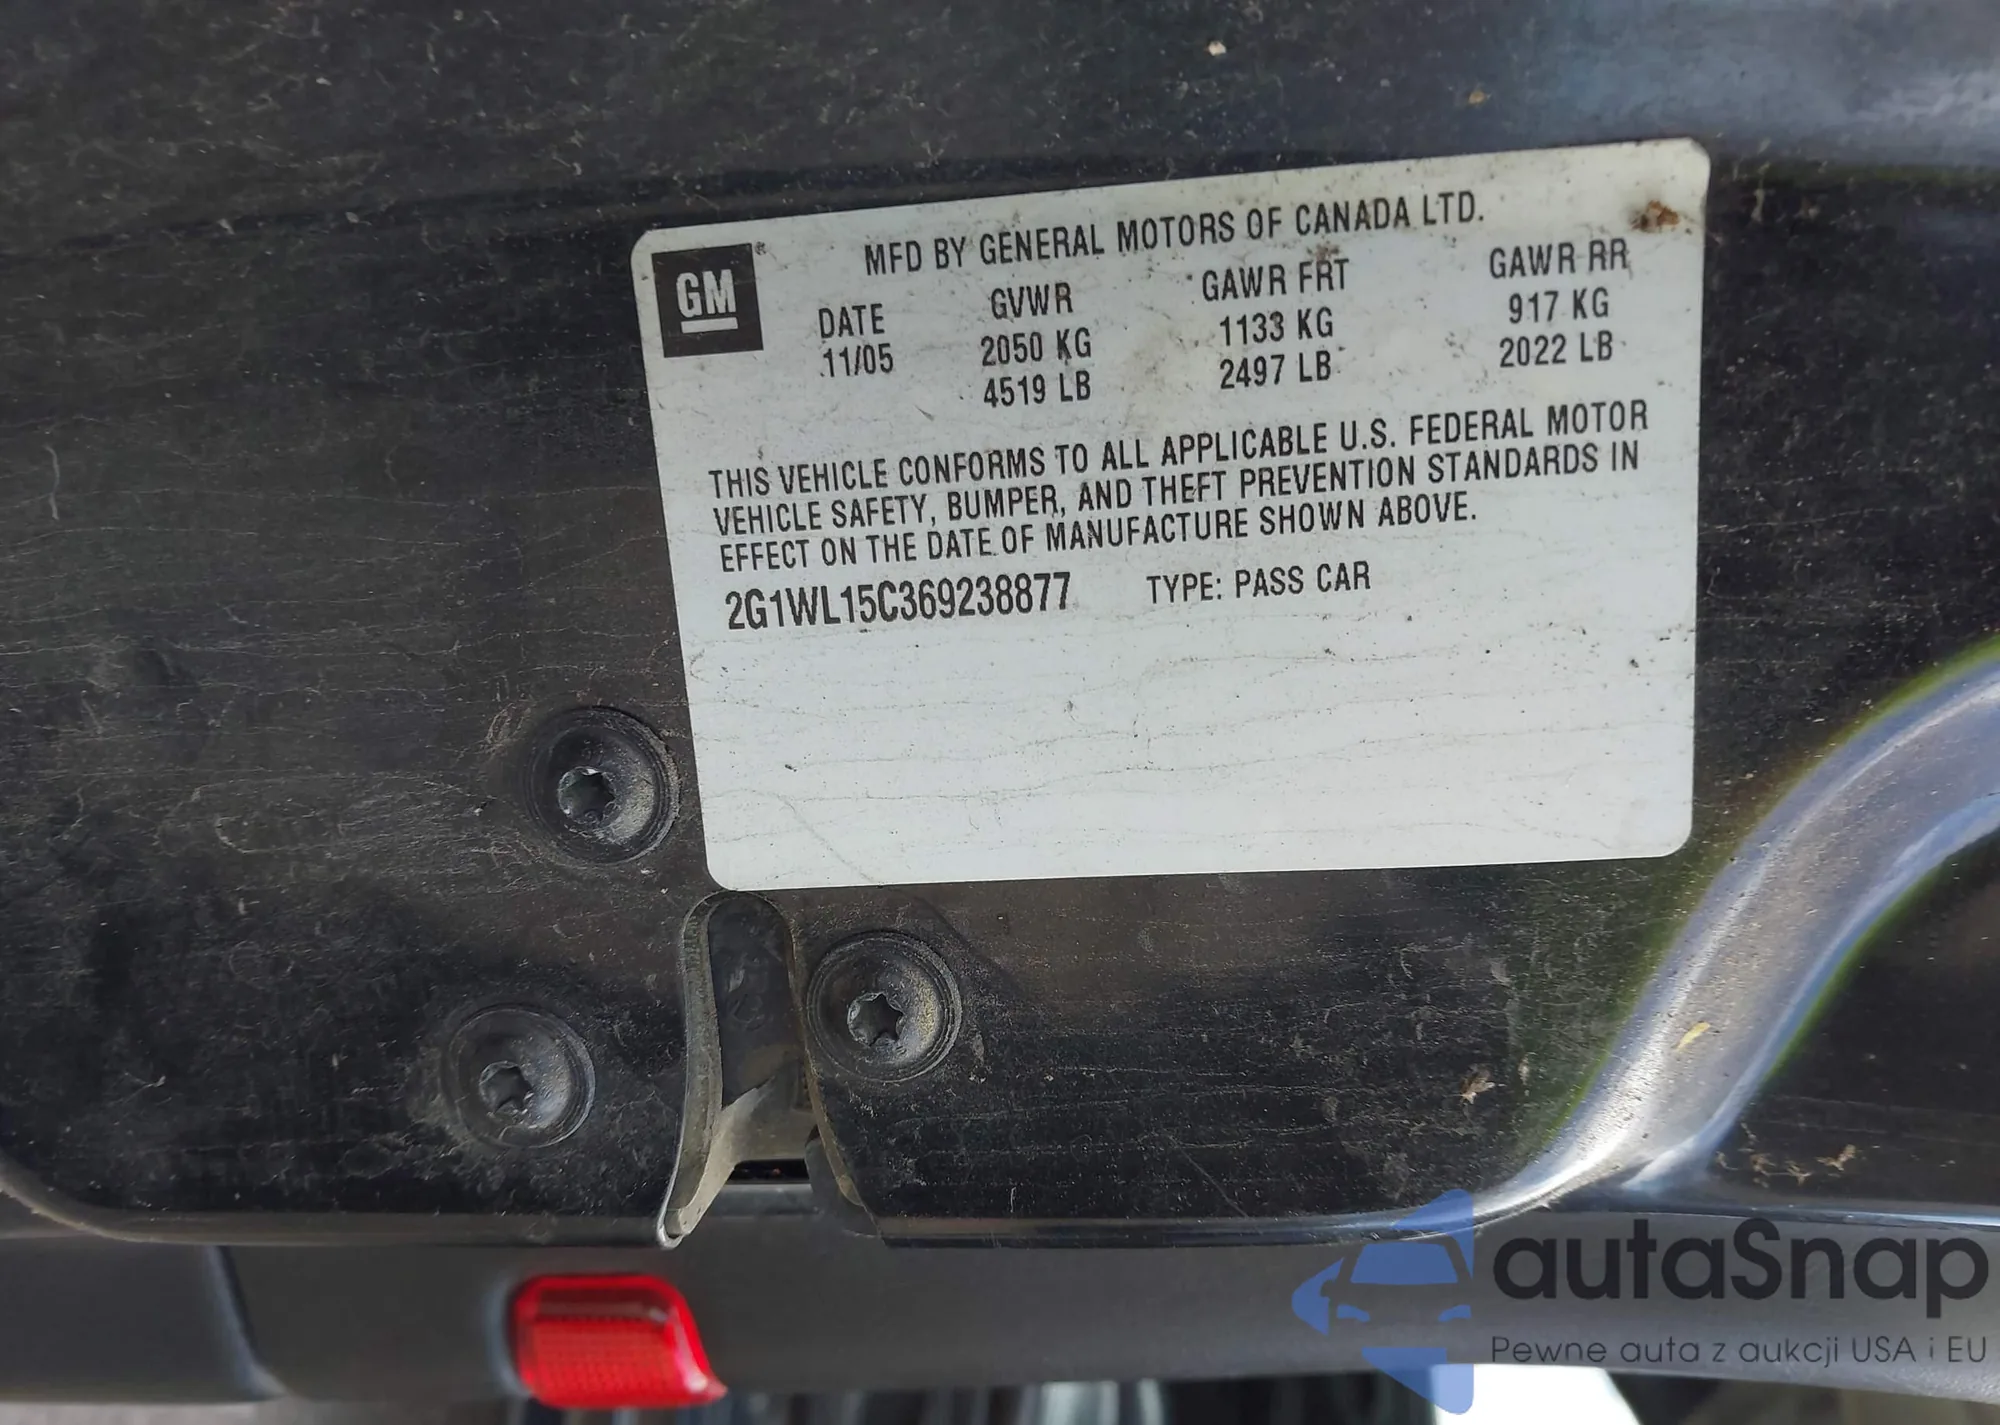 GM
MFD BY GENERAL MOTORS OF CANADA LTD.
DATE GVWR GAWR FRT GAWR RR
11/05 2050 KG 1133 KG 917 KG
4519 LB 2497 LB 2022 LB
THIS VEHICLE CONFORMS TO ALL APPLICABLE U.S. FEDERAL MOTOR
VEHICLE SAFETY, BUMPER, AND THEFT PREVENTION STANDARDS IN
EFFECT ON THE DATE OF MANUFACTURE SHOWN ABOVE.
2G1WL15C369238877 TYPE: PASS CAR
autaSnap
Pewne auta z aukcji USA i EU